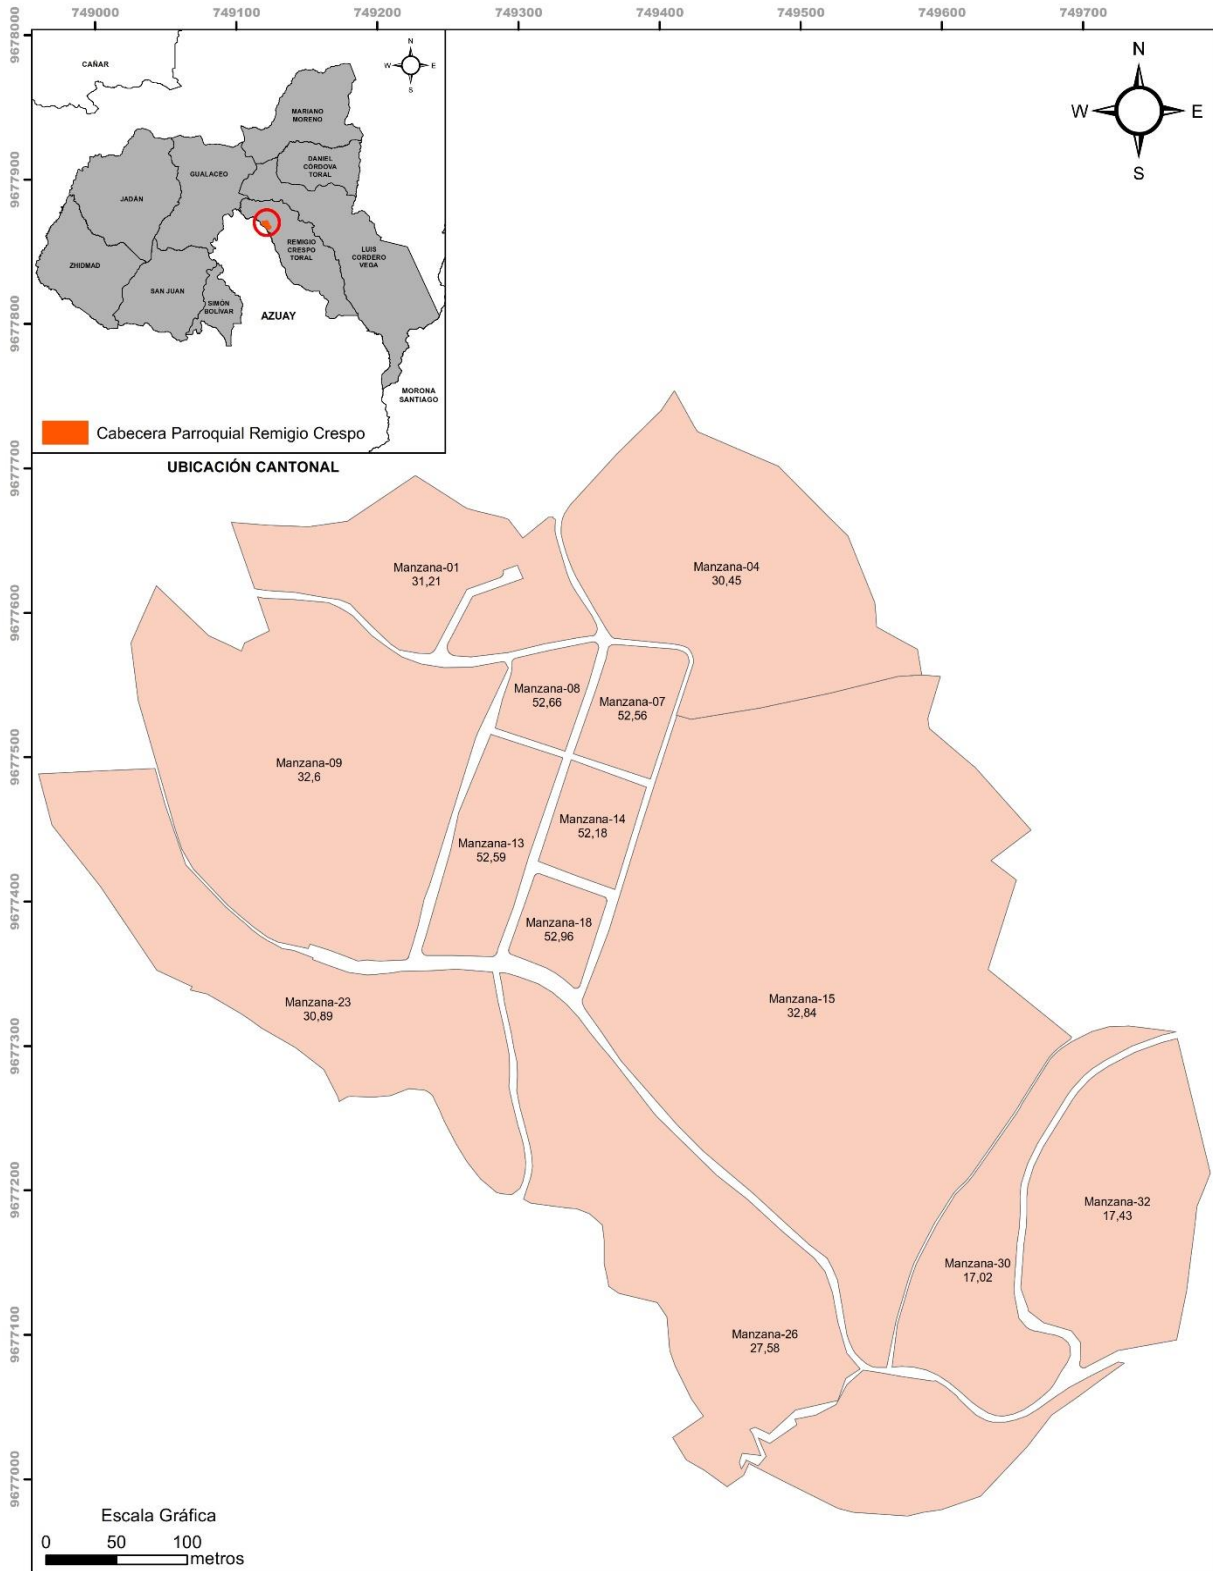 749000 749100 749200 749300 749400 749500 749600 749700
9678000
9677900
9677800
9677700
9677600
9677500
9677400
9677300
9677200
9677100
9677000
N
W E
S
CAÑAR
MARIANO
MORENO
DANIEL
CÓRDOVA
TORAL
GUALACEO
JADÁN
REMIGIO
CRESPO
TORAL
LUIS
CORDERO
VEGA
ZHIDMAD
SAN JUAN
SIMÓN
BOLÍVAR
AZUAY
MORONA
SANTIAGO
Cabecera Parroquial Remigio Crespo
UBICACIÓN CANTONAL
N
W E
S
Manzana-01
31,21
Manzana-04
30,45
Manzana-08
52,66
Manzana-07
52,56
Manzana-09
32,6
Manzana-14
52,18
Manzana-13
52,59
Manzana-18
52,96
Manzana-23
30,89
Manzana-15
32,84
Manzana-32
17,43
Manzana-30
17,02
Manzana-26
27,58
Escala Gráfica
0 50 100
metros